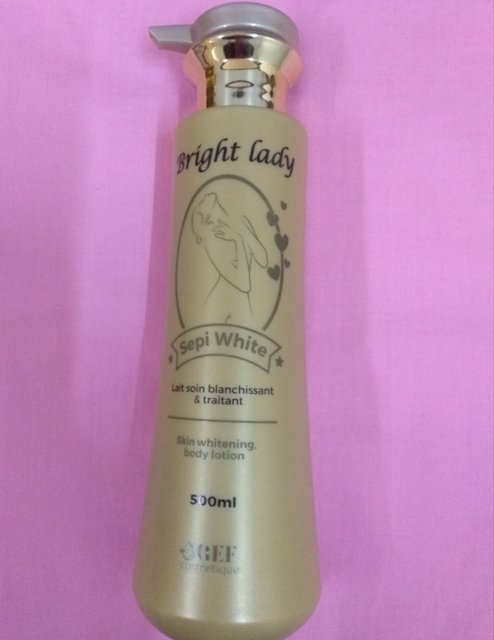 Bright lady
Sepi White
Lait soin blanchissant
& traitant
Skin whitening,
body lotion
500ml
GEF
cosmetique